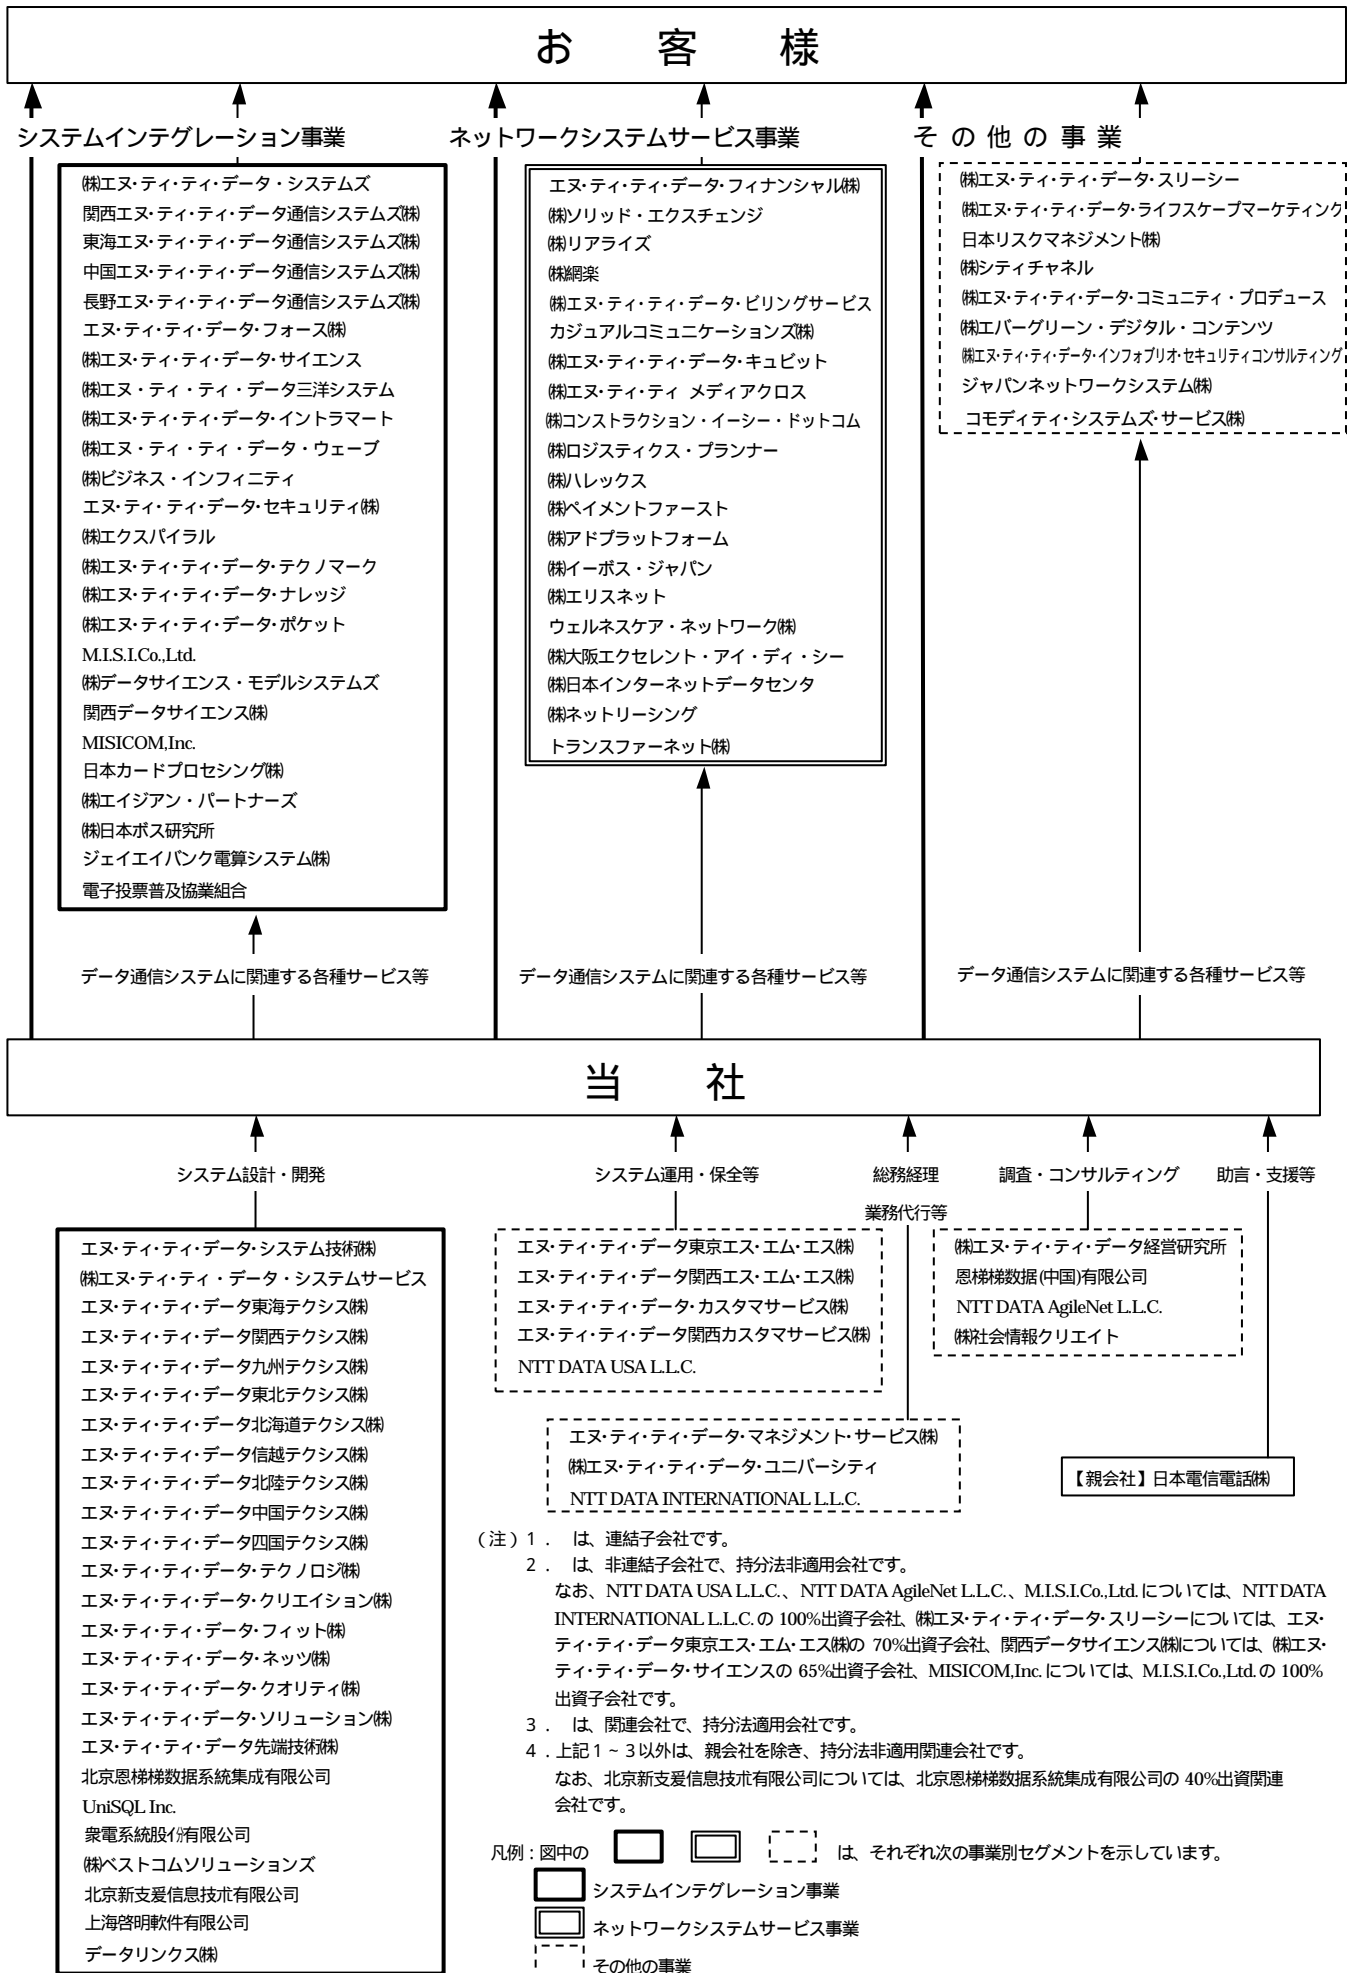 お客様
システムインテグレーション事業
㈱エヌ・ティ・ティ・データ・システムズ
関西エヌ・ティ・ティ・データ通信システムズ㈱
東海エヌ・ティ・ティ・データ通信システムズ㈱
中国エヌ・ティ・ティ・データ通信システムズ㈱
長野エヌ・ティ・ティ・データ通信システムズ㈱
エヌ・ティ・ティ・データ・フォース㈱
㈱エヌ・ティ・ティ・データ・サイエンス
㈱エヌ・ティ・ティ・データ三洋システム
㈱エヌ・ティ・ティ・データ・イントラマート
㈱エヌ・ティ・ティ・データ・ウェーブ
㈱ビジネス・インフィニティ
エヌ・ティ・ティ・データ・セキュリティ㈱
㈱エクスパイラル
㈱エヌ・ティ・ティ・データ・テクノマーク
㈱エヌ・ティ・ティ・データ・ナレッジ
㈱エヌ・ティ・ティ・データ・ポケット
M.I.S.I.Co.,Ltd.
㈱データサイエンス・モデルシステムズ
関西データサイエンス㈱
MISICOM,Inc.
日本カードプロセシング㈱
㈱エイジアン・パートナーズ
㈱日本ボス研究所
ジェイエイバンク電算システム㈱
電子投票普及協業組合
データ通信システムに関連する各種サービス等
ネットワークシステムサービス事業
エヌ・ティ・ティ・データ・フィナンシャル㈱
㈱ソリッド・エクスチェンジ
㈱リアライズ
㈱網楽
㈱エヌ・ティ・ティ・データ・ビリングサービス
カジュアルコミュニケーションズ㈱
㈱エヌ・ティ・ティ・データ・キュビット
㈱エヌ・ティ・ティ メディアクロス
㈱コンストラクション・イーシー・ドットコム
㈱ロジスティクス・プランナー
㈱ハレックス
㈱ペイメントファースト
㈱アドプラットフォーム
㈱イーボス・ジャパン
㈱エリスネット
ウェルネスケア・ネットワーク㈱
㈱大阪エクセレント・アイ・ディ・シー
㈱日本インターネットデータセンタ
㈱ネットリーシング
トランスファーネット㈱
データ通信システムに関連する各種サービス等
その他の事業
㈱エヌ・ティ・ティ・データ・スリーシー
㈱エヌ・ティ・ティ・データ・ライフスケープマーケティング
日本リスクマネジメント㈱
㈱シティチャネル
㈱エヌ・ティ・ティ・データ・コミュニティ・プロデュース
㈱エバーグリーン・デジタル・コンテンツ
㈱エヌ・ティ・ティ・データ・インフォブリオ・セキュリティコンサルティング
ジャパンネットワークシステム㈱
コモディティ・システムズ・サービス㈱
データ通信システムに関連する各種サービス等
当社
システム設計・開発
エヌ・ティ・ティ・データ・システム技術㈱
㈱エヌ・ティ・ティ・データ・システムサービス
エヌ・ティ・ティ・データ東海テクシス㈱
エヌ・ティ・ティ・データ関西テクシス㈱
エヌ・ティ・ティ・データ九州テクシス㈱
エヌ・ティ・ティ・データ東北テクシス㈱
エヌ・ティ・ティ・データ北海道テクシス㈱
エヌ・ティ・ティ・データ信越テクシス㈱
エヌ・ティ・ティ・データ北陸テクシス㈱
エヌ・ティ・ティ・データ中国テクシス㈱
エヌ・ティ・ティ・データ四国テクシス㈱
エヌ・ティ・ティ・データ・テクノロジ㈱
エヌ・ティ・ティ・データ・クリエイション㈱
エヌ・ティ・ティ・データ・フィット㈱
エヌ・ティ・ティ・データ・ネッツ㈱
エヌ・ティ・ティ・データ・クオリティ㈱
エヌ・ティ・ティ・データ・ソリューション㈱
エヌ・ティ・ティ・データ先端技術㈱
北京恩梯梯数据系統集成有限公司
UniSQL Inc.
衆電系統股份有限公司
㈱ベストコムソリューションズ
北京新支爰信息技朮有限公司
上海啓明軟件有限公司
データリンクス㈱
システム運用・保全等
エヌ・ティ・ティ・データ東京エス・エム・エス㈱
エヌ・ティ・ティ・データ関西エス・エム・エス㈱
エヌ・ティ・ティ・データ・カスタマサービス㈱
エヌ・ティ・ティ・データ関西カスタマサービス㈱
NTT DATA USA L.L.C.
総務経理
業務代行等
エヌ・ティ・ティ・データ・マネジメント・サービス㈱
㈱エヌ・ティ・ティ・データ・ユニバーシティ
NTT DATA INTERNATIONAL L.L.C.
調査・コンサルティング
㈱エヌ・ティ・ティ・データ経営研究所
恩梯梯数据(中国)有限公司
NTT DATA AgileNet L.L.C.
㈱社会情報クリエイト
助言・支援等
【親会社】日本電信電話㈱
（注）１． は、連結子会社です。
２． は、非連結子会社で、持分法非適用会社です。
なお、NTT DATA USA L.L.C.、NTT DATA AgileNet L.L.C.、M.I.S.I.Co.,Ltd.については、NTT DATA
INTERNATIONAL L.L.C.の 100%出資子会社、㈱エヌ・ティ・ティ・データ・スリーシーについては、エヌ・
ティ・ティ・データ東京エス・エム・エス㈱の 70%出資子会社、関西データサイエンス㈱については、㈱エヌ・
ティ・ティ・データ・サイエンスの 65%出資子会社、MISICOM,Inc.については、M.I.S.I.Co.,Ltd.の 100%
出資子会社です。
３． は、関連会社で、持分法適用会社です。
４．上記１～３以外は、親会社を除き、持分法非適用関連会社です。
なお、北京新支爰信息技朮有限公司については、北京恩梯梯数据系統集成有限公司の 40%出資関連
会社です。
凡例：図中の は、それぞれ次の事業別セグメントを示しています。
システムインテグレーション事業
ネットワークシステムサービス事業
その他の事業